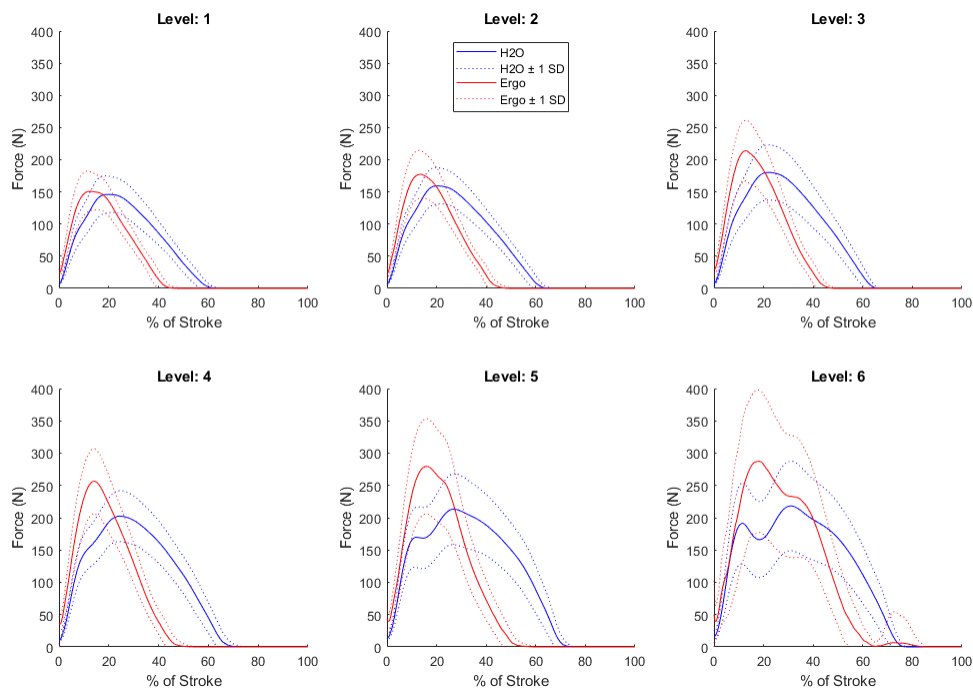 Level: 1
400
350
300
250
200
150
100
50
0
Force (N)
0 20 40 60 80 100
% of Stroke
Level: 2
400
350
300
250
200
150
100
50
0
Force (N)
H2O
H2O ± 1 SD
Ergo
Ergo ± 1 SD
0 20 40 60 80 100
% of Stroke
Level: 3
400
350
300
250
200
150
100
50
0
Force (N)
0 20 40 60 80 100
% of Stroke
Level: 4
400
350
300
250
200
150
100
50
0
Force (N)
0 20 40 60 80 100
% of Stroke
Level: 5
400
350
300
250
200
150
100
50
0
Force (N)
0 20 40 60 80 100
% of Stroke
Level: 6
400
350
300
250
200
150
100
50
0
Force (N)
0 20 40 60 80 100
% of Stroke